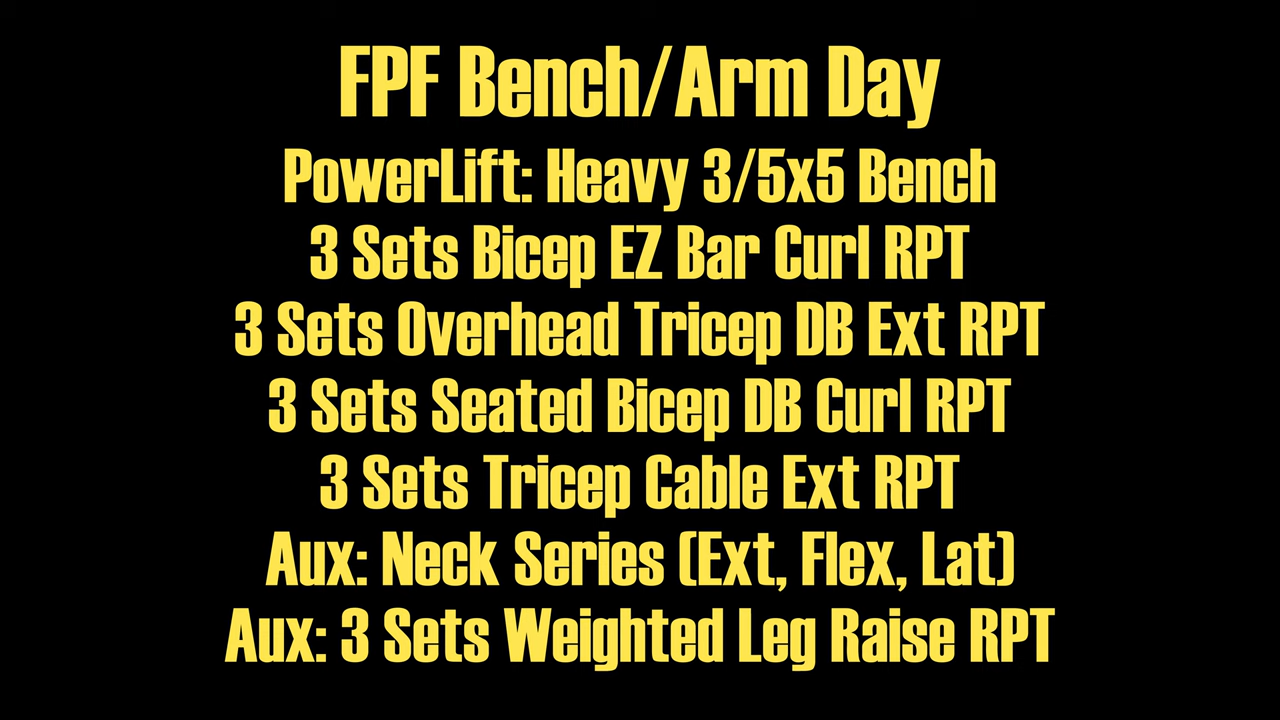 FPF Bench/Arm Day
PowerLift: Heavy 3/5x5 Bench
3 Sets Bicep EZ Bar Curl RPT
3 Sets Overhead Tricep DB Ext RPT
3 Sets Seated Bicep DB Curl RPT
3 Sets Tricep Cable Ext RPT
Aux: Neck Series (Ext, Flex, Lat)
Aux: 3 Sets Weighted Leg Raise RPT